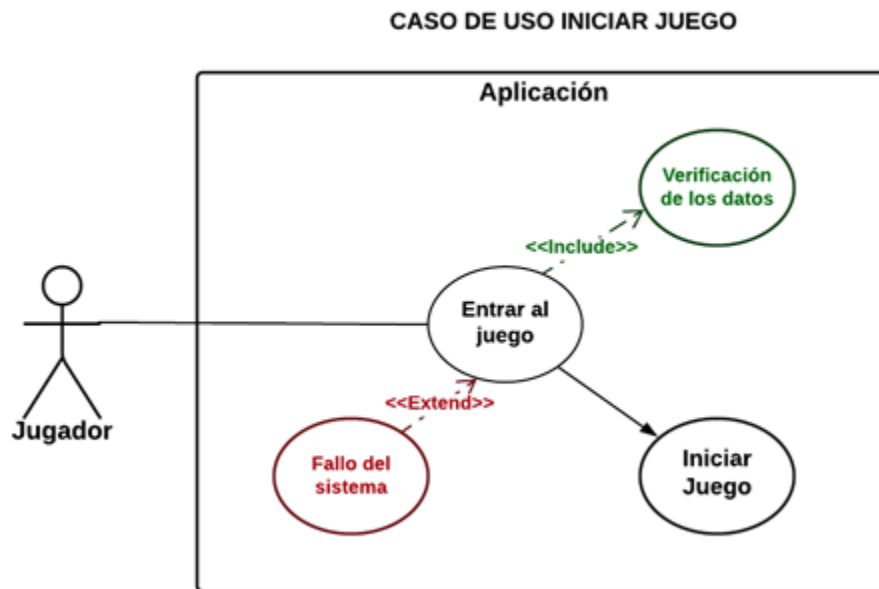 CASO DE USO INICIAR JUEGO
Aplicación
Verificación
de los datos
<<Include>>
Entrar al
juego
<<Extend>>
Jugador
Fallo del
sistema
Iniciar
Juego